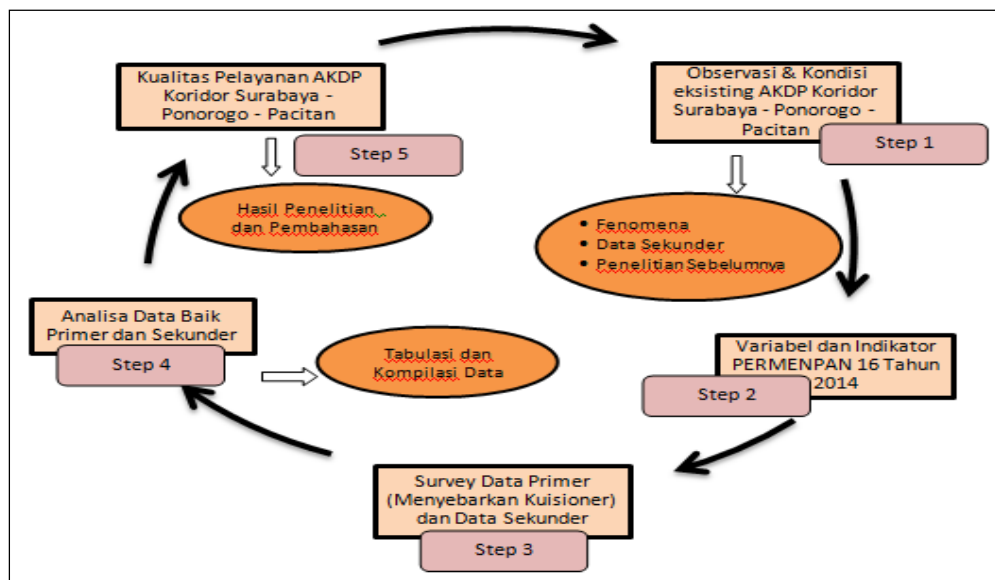 Kualitas Pelayanan AKDP
Koridor Surabaya -
Ponorogo - Pacitan
Step 5
Hasil Penelitian
dan Pembahasan
Observasi & Kondisi
eksisting AKDP Koridor
Surabaya - Ponorogo -
Pacitan
Step 1
• Fenomena
• Data Sekunder
• Penelitian Sebelumnya
Variabel dan Indikator
PERMENPAN 16 Tahun
2014
Step 2
Survey Data Primer
(Menyebarkan Kuisioner)
dan Data Sekunder
Step 3
Analisa Data Baik
Primer dan Sekunder
Step 4
Tabulasi dan
Kompilasi Data